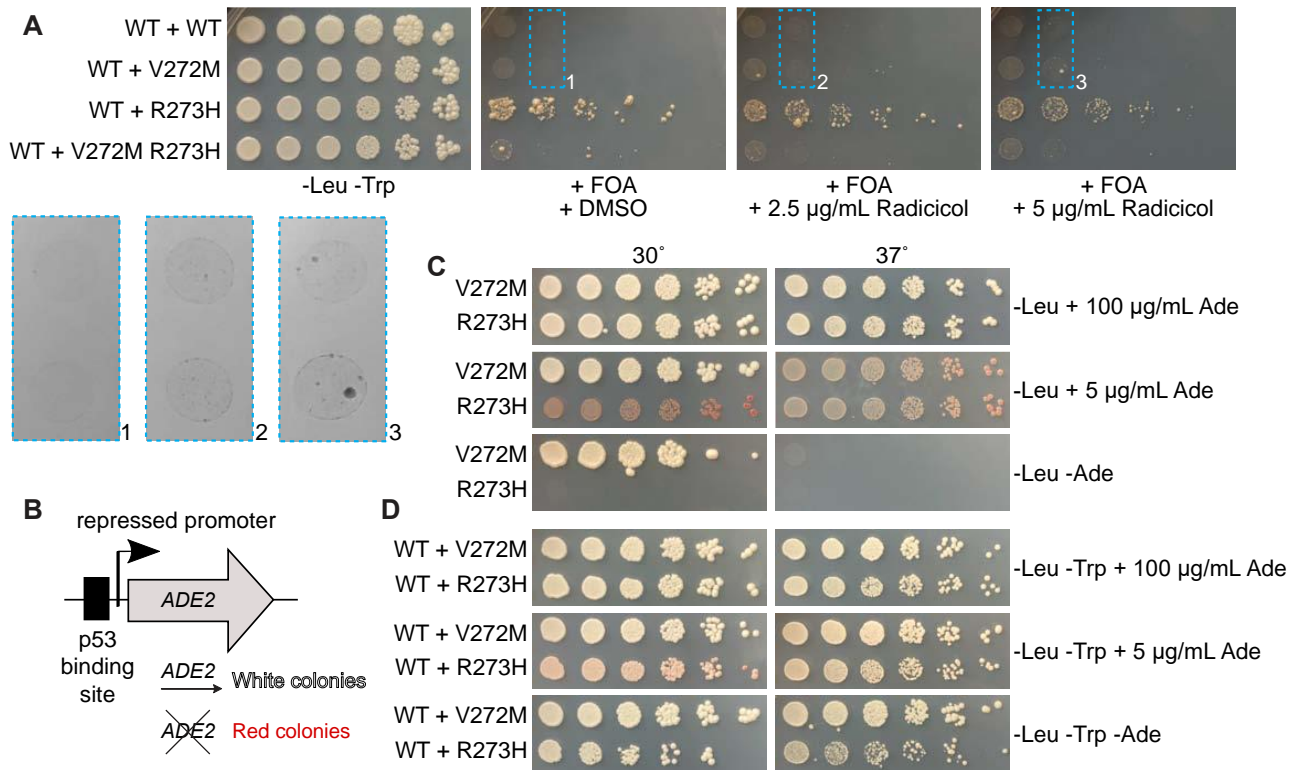 A
WT + WT
WT + V272M
WT + R273H
WT + V272M R273H
1
2
3
-Leu -Trp
+ FOA
+ DMSO
+ FOA
+ 2.5 µg/mL Radicicol
+ FOA
+ 5 µg/mL Radicicol
1
2
3
B
repressed promoter
ADE2
p53
binding
site
ADE2
White colonies
ADE2
Red colonies
C
30°
37°
V272M
R273H
-Leu + 100 µg/mL Ade
V272M
R273H
-Leu + 5 µg/mL Ade
V272M
R273H
-Leu -Ade
D
WT + V272M
WT + R273H
-Leu -Trp + 100 µg/mL Ade
WT + V272M
WT + R273H
-Leu -Trp + 5 µg/mL Ade
WT + V272M
WT + R273H
-Leu -Trp -Ade